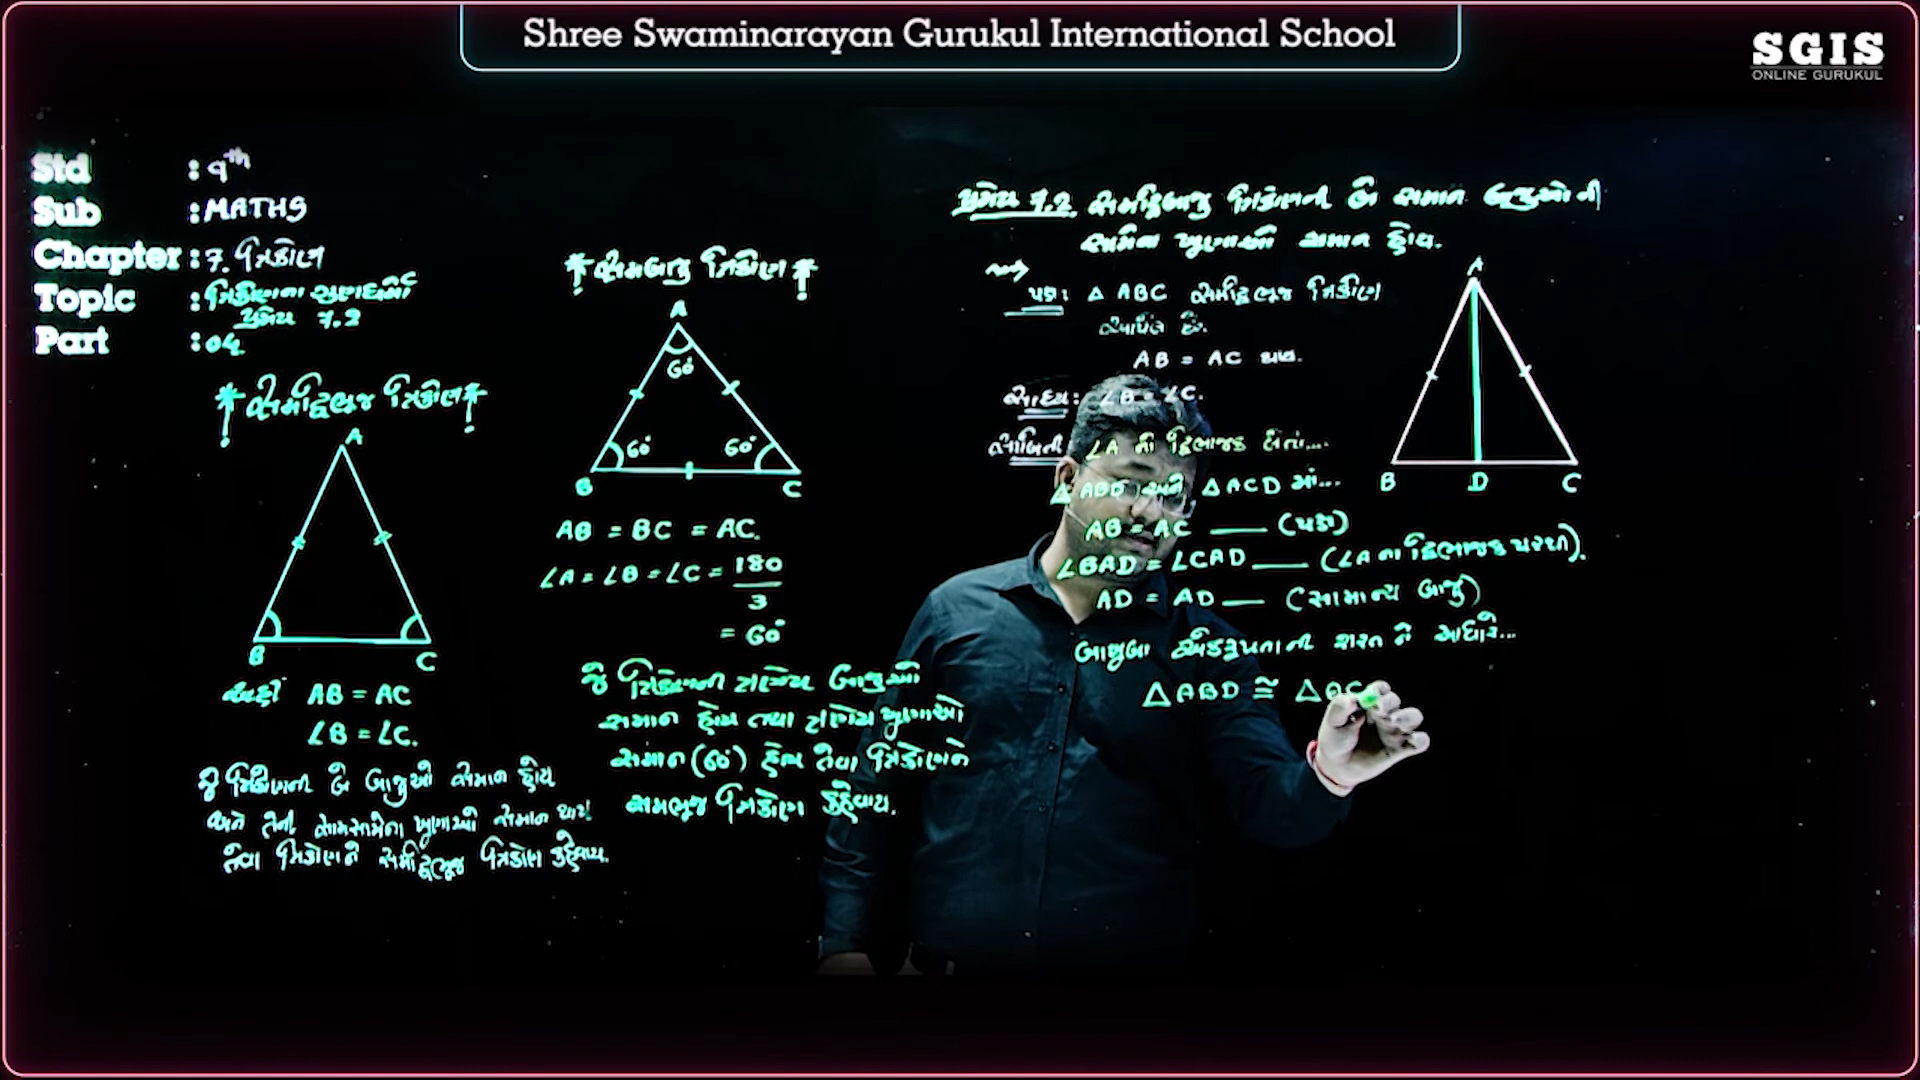 Shree Swaminarayan Gurukul International School
SGIS
ONLINE GURUKUL
Std : 9th
Sub : MATHS
Chapter : 7. ત્રિકોણ
Topic : ત્રિકોણના ગુણધર્મો
પ્રમેય 7.2
Part : 04
* સમદ્વિભુજ ત્રિકોણ *
A
B
C
અહીં AB = AC
∠B = ∠C.
જે ત્રિકોણની બે બાજુઓ સમાન હોય
અને તેની સામસામેના ખૂણાઓ સમાન થાય
તેવા ત્રિકોણને સમદ્વિભુજ ત્રિકોણ કહેવાય.
* સમબાજુ ત્રિકોણ *
A
60°
60°
60°
B
C
AB = BC = AC.
∠A = ∠B = ∠C = 180
3
= 60°
જે ત્રિકોણની ત્રણેય બાજુઓ
સમાન હોય તથા ત્રણેય ખૂણાઓ
સમાન (60°) હોય તેવા ત્રિકોણને
સમભુજ ત્રિકોણ કહેવાય.
પ્રમેય 7.2 સમદ્વિબાજુ ત્રિકોણની બે સમાન બાજુઓની
સામેના ખૂણાઓ સમાન હોય.
પક્ષ: △ ABC સમદ્વિભુજ ત્રિકોણ
આપેલ છે.
AB = AC થાય.
સાધ્ય: ∠B = ∠C.
સાબિતી ∠A નો દ્વિભાજક લેતાં...
△ ABD અને △ACD માં...
AB = AC (પક્ષ)
∠BAD = ∠CAD (∠A ના દ્વિભાજક પરથી).
AD = AD (સામાન્ય બાજુ)
બાખૂબા એકરૂપતાની શરત ને આધારે...
△ABD ≅ △AC
A
B
D
C